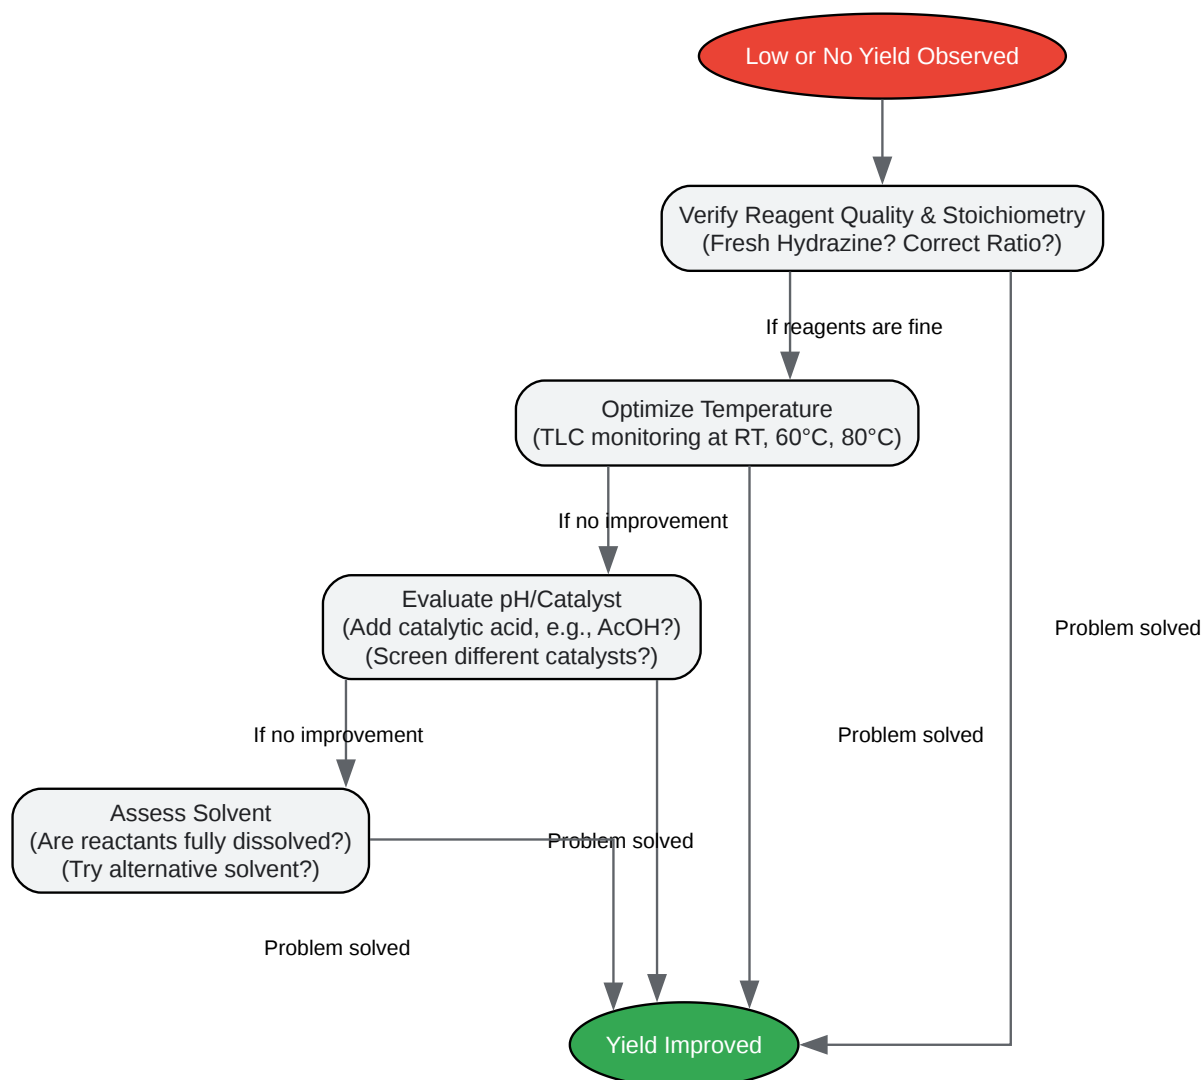 Low or No Yield Observed
Verify Reagent Quality & Stoichiometry
(Fresh Hydrazine? Correct Ratio?)
If reagents are fine
Optimize Temperature
(TLC monitoring at RT, 60°C, 80°C)
If no improvement
Evaluate pH/Catalyst
(Add catalytic acid, e.g., AcOH?)
(Screen different catalysts?)
Problem solved
If no improvement
Problem solved
Assess Solvent
(Are reactants fully dissolved?)
(Try alternative solvent?)
Problem solved
Problem solved
Yield Improved